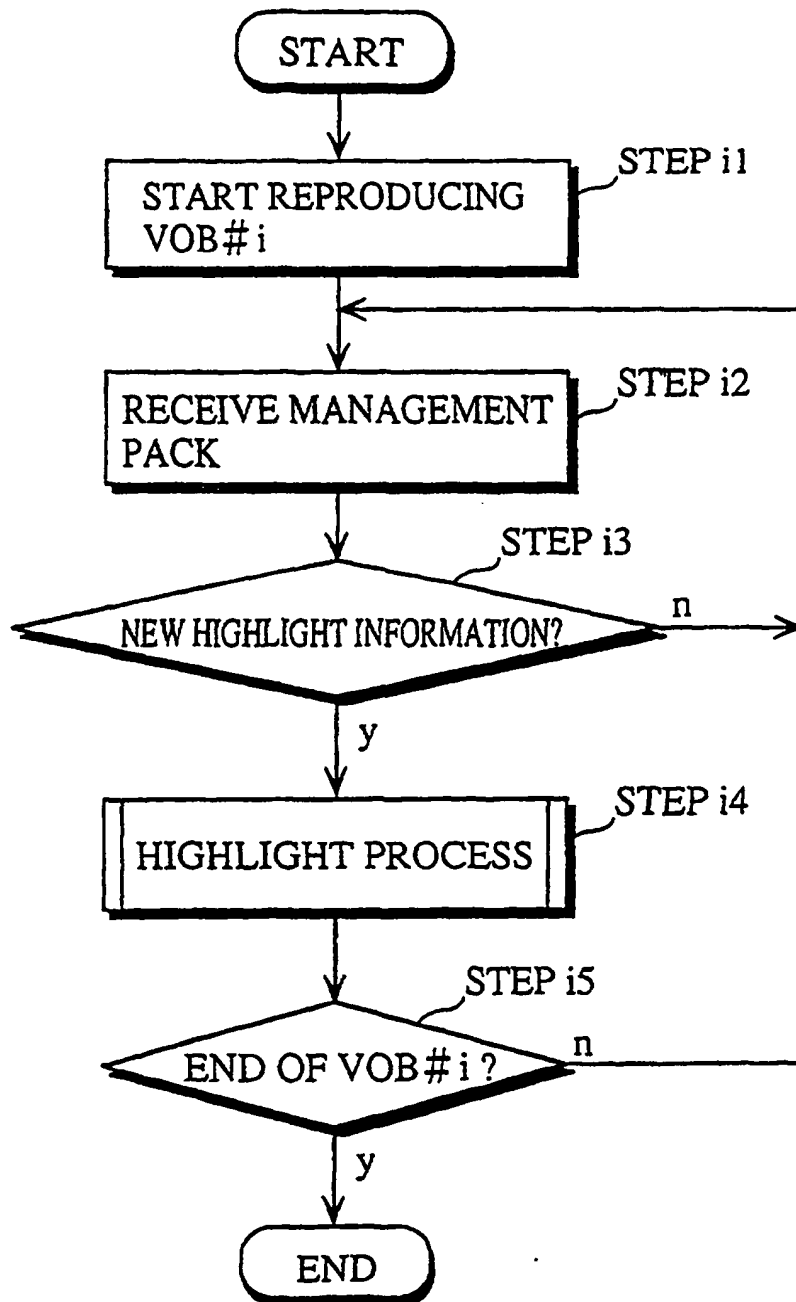 START
STEP i1
START REPRODUCING
VOB# i
STEP i2
RECEIVE MANAGEMENT
PACK
STEP i3
NEW HIGHLIGHT INFORMATION?
n
y
STEP i4
HIGHLIGHT PROCESS
STEP i5
END OF VOB# i ?
n
y
END